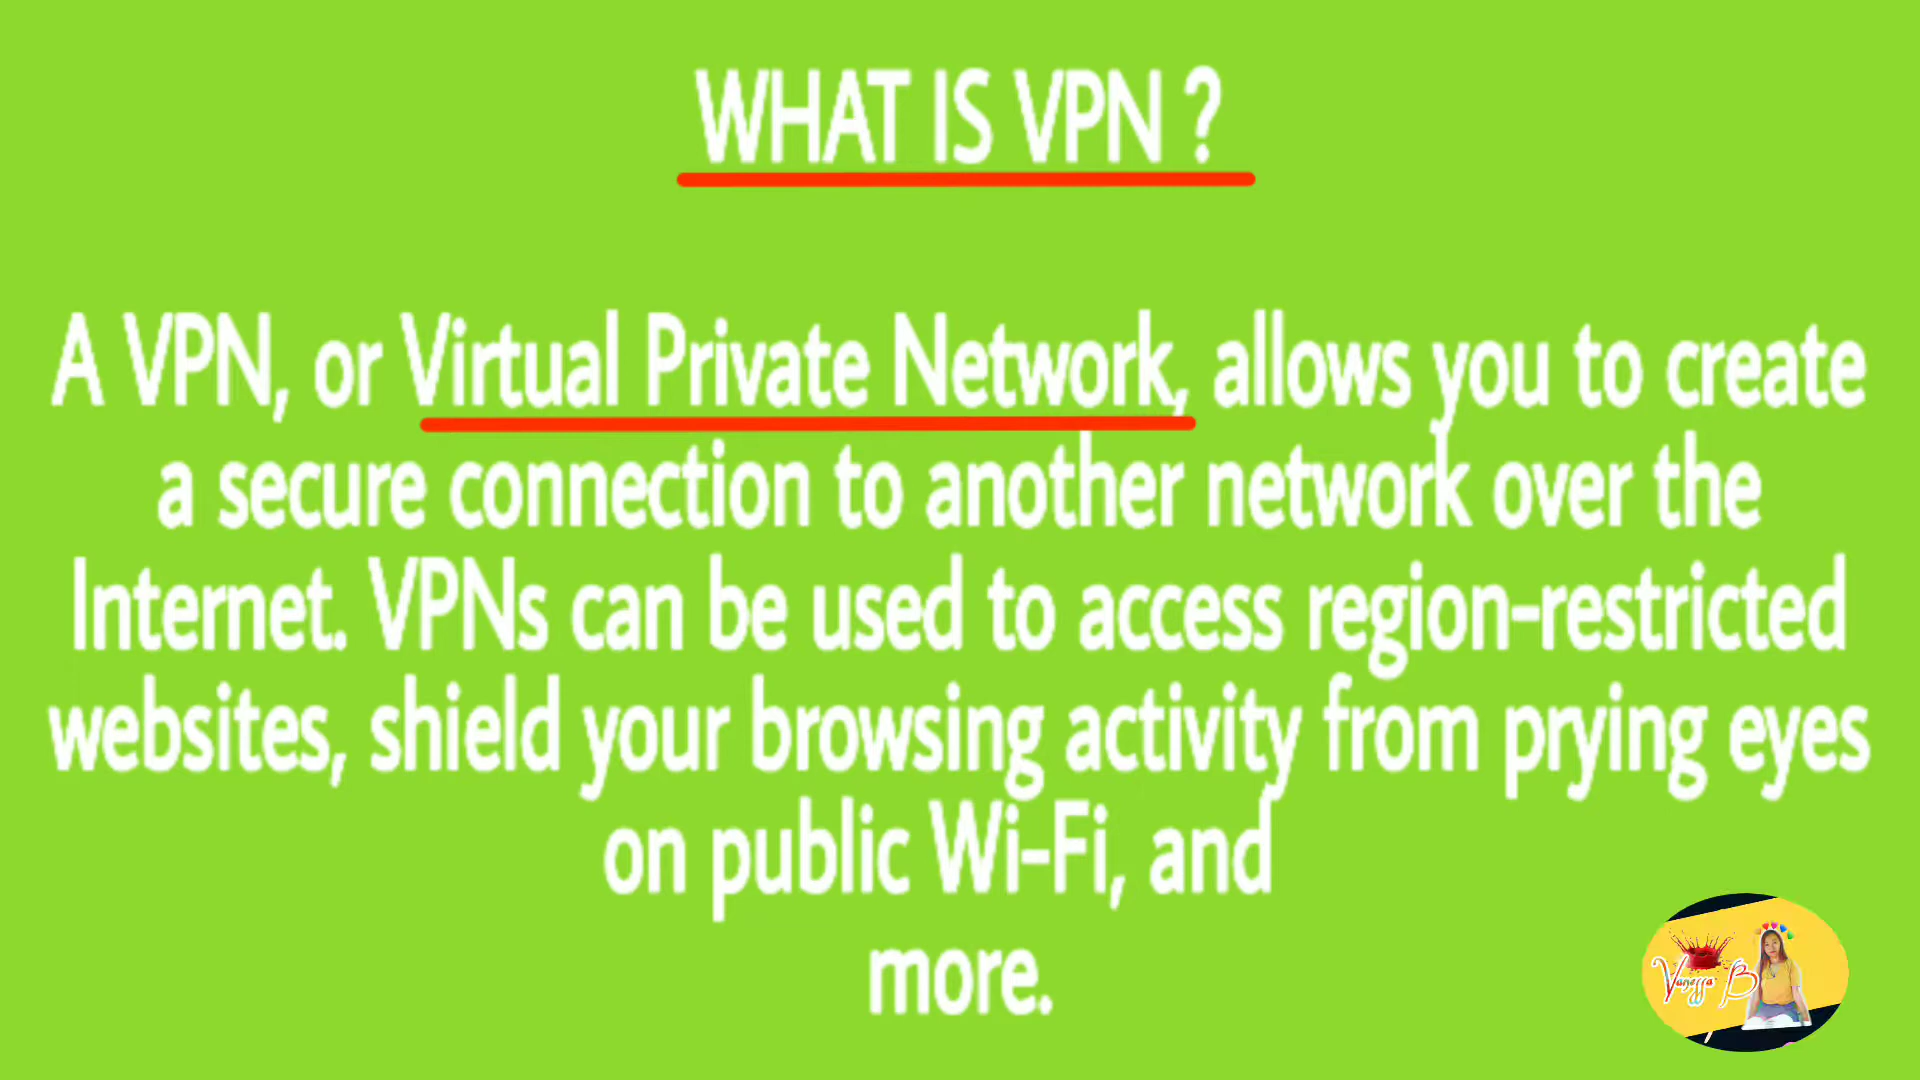 WHAT IS VPN ?
A VPN, or Virtual Private Network, allows you to create
a secure connection to another network over the
Internet. VPNs can be used to access region-restricted
websites, shield your browsing activity from prying eyes
on public Wi-Fi, and
more.
Vanessa B